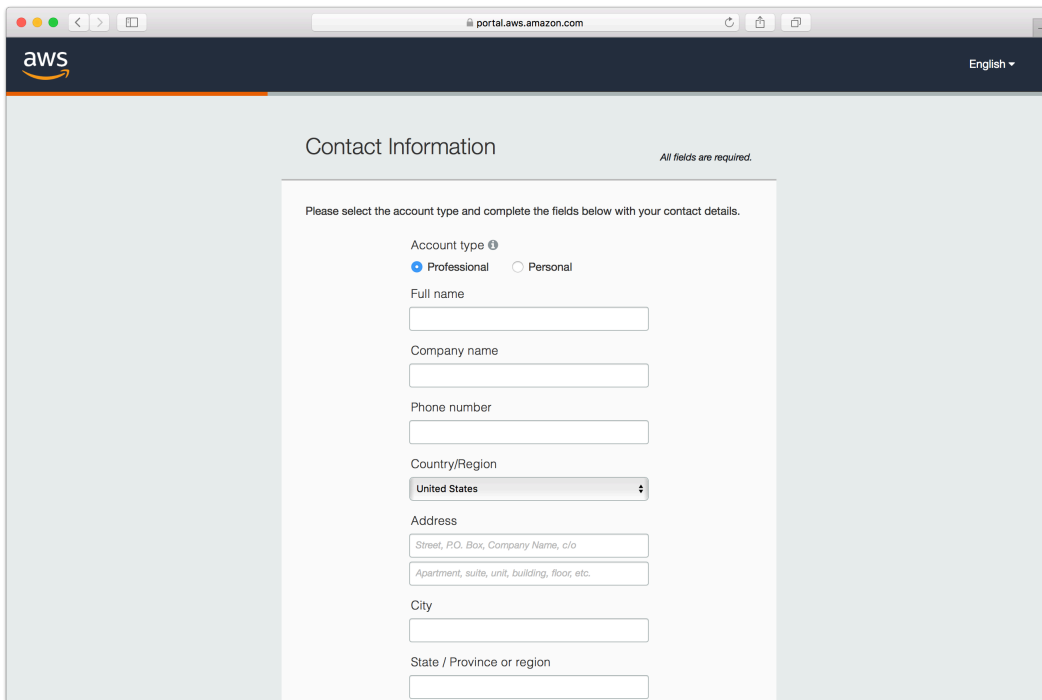 portal.aws.amazon.com
aws
English
Contact Information
All fields are required.
Please select the account type and complete the fields below with your contact details.
Account type
Professional Personal
Full name
Company name
Phone number
Country/Region
United States
Address
Street, P.O. Box, Company Name, c/o
Apartment, suite, unit, building, floor, etc.
City
State / Province or region